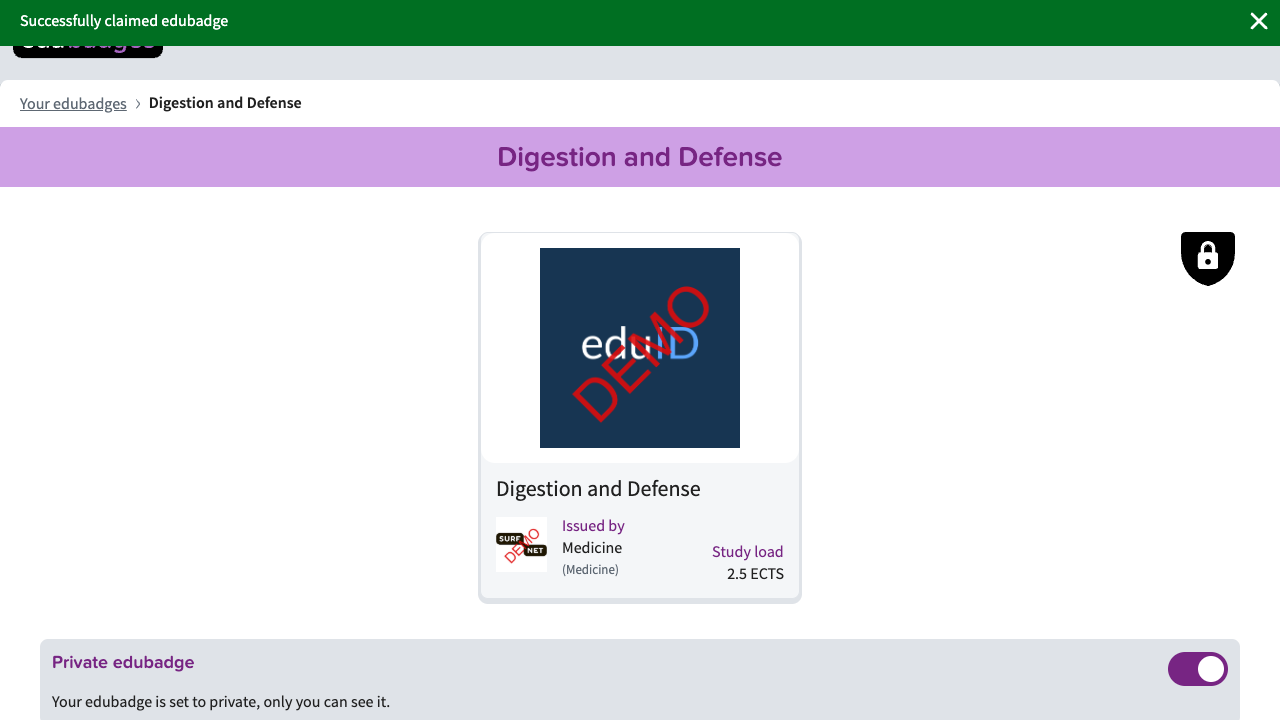 Successfully claimed edubadge
Your edubadges
Digestion and Defense
Digestion and Defense
eduID
DEMO
Digestion and Defense
SURF
NET
DEMO
Issued by
Medicine
(Medicine)
Study load
2.5 ECTS
Private edubadge
Your edubadge is set to private, only you can see it.